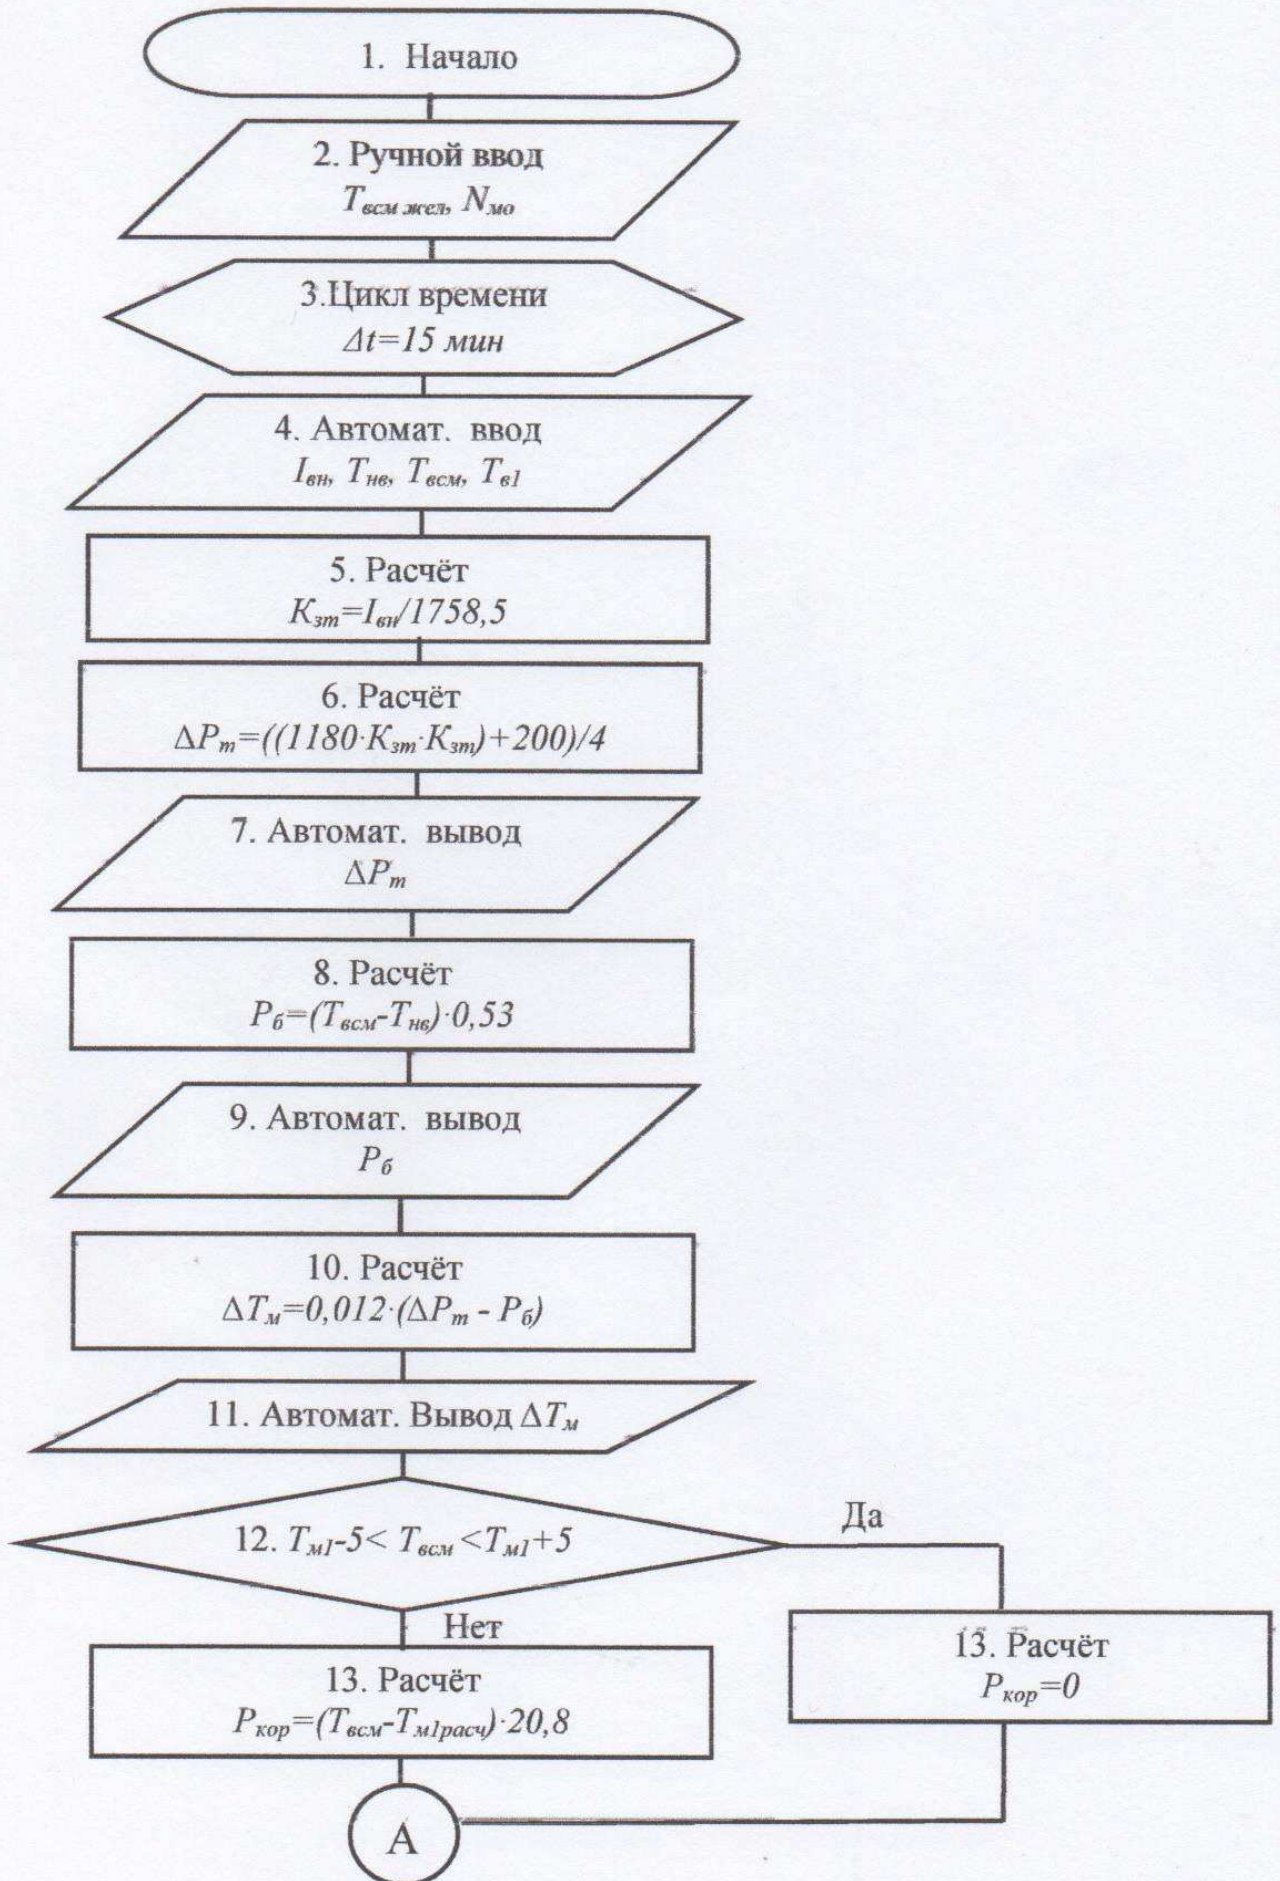 1. Начало
2. Ручной ввод
Tвсм жел, Nмо
3.Цикл времени
Δt=15 мин
4. Автомат. ввод
Iвн, Tнв, Tвсм, Tв1
5. Расчёт
Kзт=Iвн/1758,5
6. Расчёт
ΔPт=((1180·Kзт·Kзт)+200)/4
7. Автомат. вывод
ΔPт
8. Расчёт
Pб=(Tвсм-Tнв)·0,53
9. Автомат. вывод
Pб
10. Расчёт
ΔTм=0,012·(ΔPт - Pб)
11. Автомат. Вывод ΔTм
12. Tм1-5< Tвсм <Tм1+5
Да
Нет
13. Расчёт
Pкор=(Tвсм-Tм1расч)·20,8
13. Расчёт
Pкор=0
А